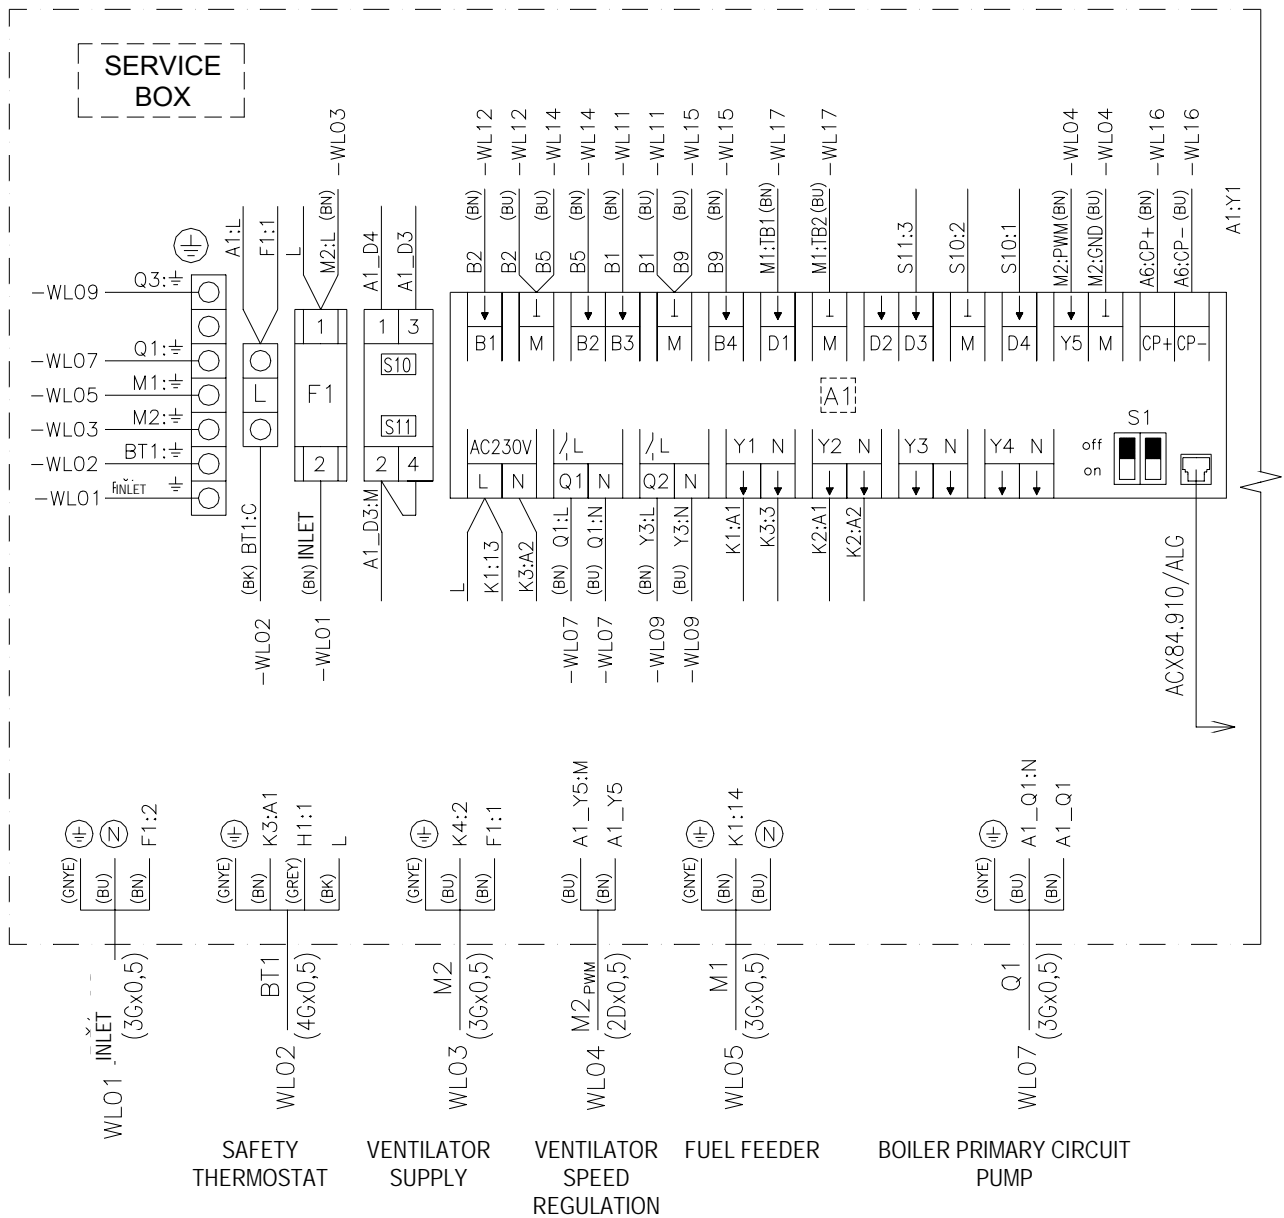 SERVICE
BOX
-WL12
-WL12
-WL14
-WL14
-WL11
-WL11
-WL15
-WL15
-WL17
-WL17
-WL04
-WL04
-WL16
-WL16
-WL03
A1:L
F1:1
L
M2:L (BN)
A1_D4
A1_D3
B2 (BN)
B2 (BU)
B5 (BU)
B5 (BN)
B1 (BN)
B1 (BU)
B9 (BU)
B9 (BN)
M1:TB1 (BN)
M1:TB2 (BU)
S11:3
S10:2
S10:1
M2:PWM (BN)
M2:GND (BU)
A6:CP+ (BN)
A6:CP- (BU)
A1:Y1
-WL09 Q3:
-WL07 Q1:
-WL05 M1:
-WL03 M2:
-WL02 BT1:
-WL01 INLET
L
1
F1
2
1 3
S10
S11
2 4
B1 M B2 B3 M B4 D1 M D2 D3 M D4 Y5 M CP+ CP-
A1
S1
off
on
AC230V
L N
L
Q1 N
L
Q2 N
Y1 N
Y2 N
Y3 N
Y4 N
(BK) BT1:C
(BN) INLET
A1_D3:M
L
K1:13
K3:A2
(BN) Q1:L
(BU) Q1:N
(BN) Y3:L
(BU) Y3:N
K1:A1
K3:3
K2:A1
K2:A2
-WL02
-WL01
-WL07
-WL07
-WL09
-WL09
ACX84.910/ALG
(GNYE)
(BU) N
(BN) F1:2
(GNYE)
(BN) K3:A1
(GREY) H1:1
(BK) L
(GNYE)
(BU) K4:2
(BN) F1:1
(BU) A1_Y5:M
(BN) A1_Y5
(GNYE)
(BN) K1:14
(BU) N
(GNYE)
(BU) A1_Q1:N
(BN) A1_Q1
WL01 INLET
(3Gx0,5)
WL02 BT1
(4Gx0,5)
WL03 M2
(3Gx0,5)
WL04 M2 PWM
(2Dx0,5)
WL05 M1
(3Gx0,5)
WL07 Q1
(3Gx0,5)
SAFETY
THERMOSTAT
VENTILATOR
SUPPLY
VENTILATOR
SPEED
REGULATION
FUEL FEEDER
BOILER PRIMARY CIRCUIT
PUMP